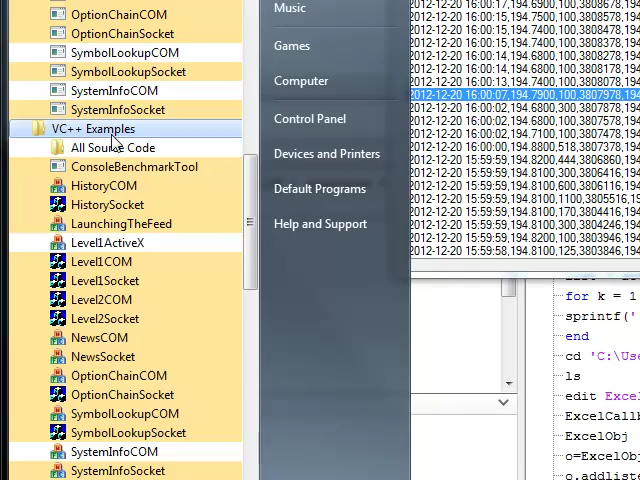 OptionChainCOM
OptionChainSocket
SymbolLookupCOM
SymbolLookupSocket
SystemInfoCOM
SystemInfoSocket
VC++ Examples
All Source Code
ConsoleBenchmarkTool
HistoryCOM
HistorySocket
LaunchingTheFeed
Level1ActiveX
Level1COM
Level1Socket
Level2COM
Level2Socket
NewsCOM
NewsSocket
OptionChainCOM
OptionChainSocket
SymbolLookupCOM
SymbolLookupSocket
SystemInfoCOM
SystemInfoSocket
Music
Games
Computer
Control Panel
Devices and Printers
Default Programs
Help and Support
2012-12-20 16:00:17,194.6900,100,3808678,194
2012-12-20 16:00:15,194.7500,100,3808578,194
2012-12-20 16:00:15,194.7400,100,3808478,194
2012-12-20 16:00:15,194.7400,100,3808378,194
2012-12-20 16:00:14,194.6800,100,3808278,194
2012-12-20 16:00:14,194.7100,100,3808178,194
2012-12-20 16:00:13,194.7400,100,3808078,194
2012-12-20 16:00:07,194.7900,100,3807978,194
2012-12-20 16:00:02,194.6800,300,3807878,194
2012-12-20 16:00:02,194.6800,100,3807578,194
2012-12-20 16:00:02,194.7100,100,3807478,194
2012-12-20 16:00:00,194.8800,518,3807378,194
2012-12-20 15:59:59,194.8200,444,3806860,194
2012-12-20 15:59:59,194.8100,300,3806416,194
2012-12-20 15:59:59,194.8100,600,3806116,194
2012-12-20 15:59:59,194.8100,1100,3805516,19
2012-12-20 15:59:59,194.8100,170,3804416,194
2012-12-20 15:59:59,194.8100,300,3804246,194
2012-12-20 15:59:59,194.8200,100,3803946,194
2012-12-20 15:59:58,194.8100,125,3803846,194
for k = 1
sprintf('
end
cd 'C:\Use
ls
edit Exce
ExcelCallb
ExcelObj
o=ExcelObj
o.addliste